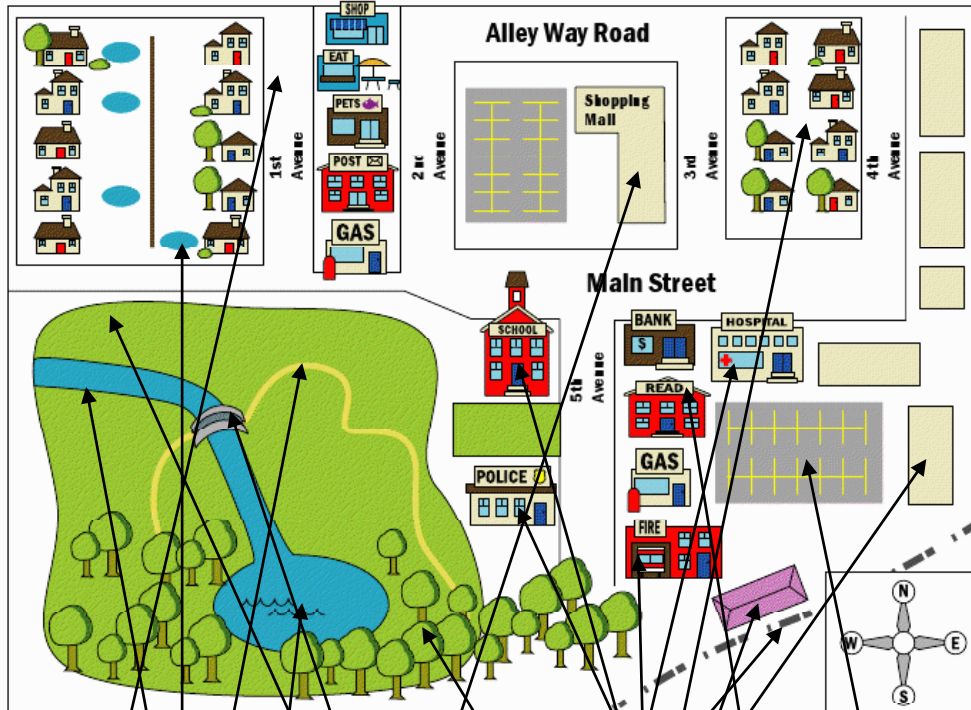 SHOP
Alley Way Road
EAT
PETS
Shopping
Mall
POST
1st
Avenue
2nd
Avenue
3rd
Avenue
4th
Avenue
GAS
Main Street
SCHOOL
BANK
$
HOSPITAL
5th
Avenue
READ
POLICE
GAS
FIRE
N
W
E
S